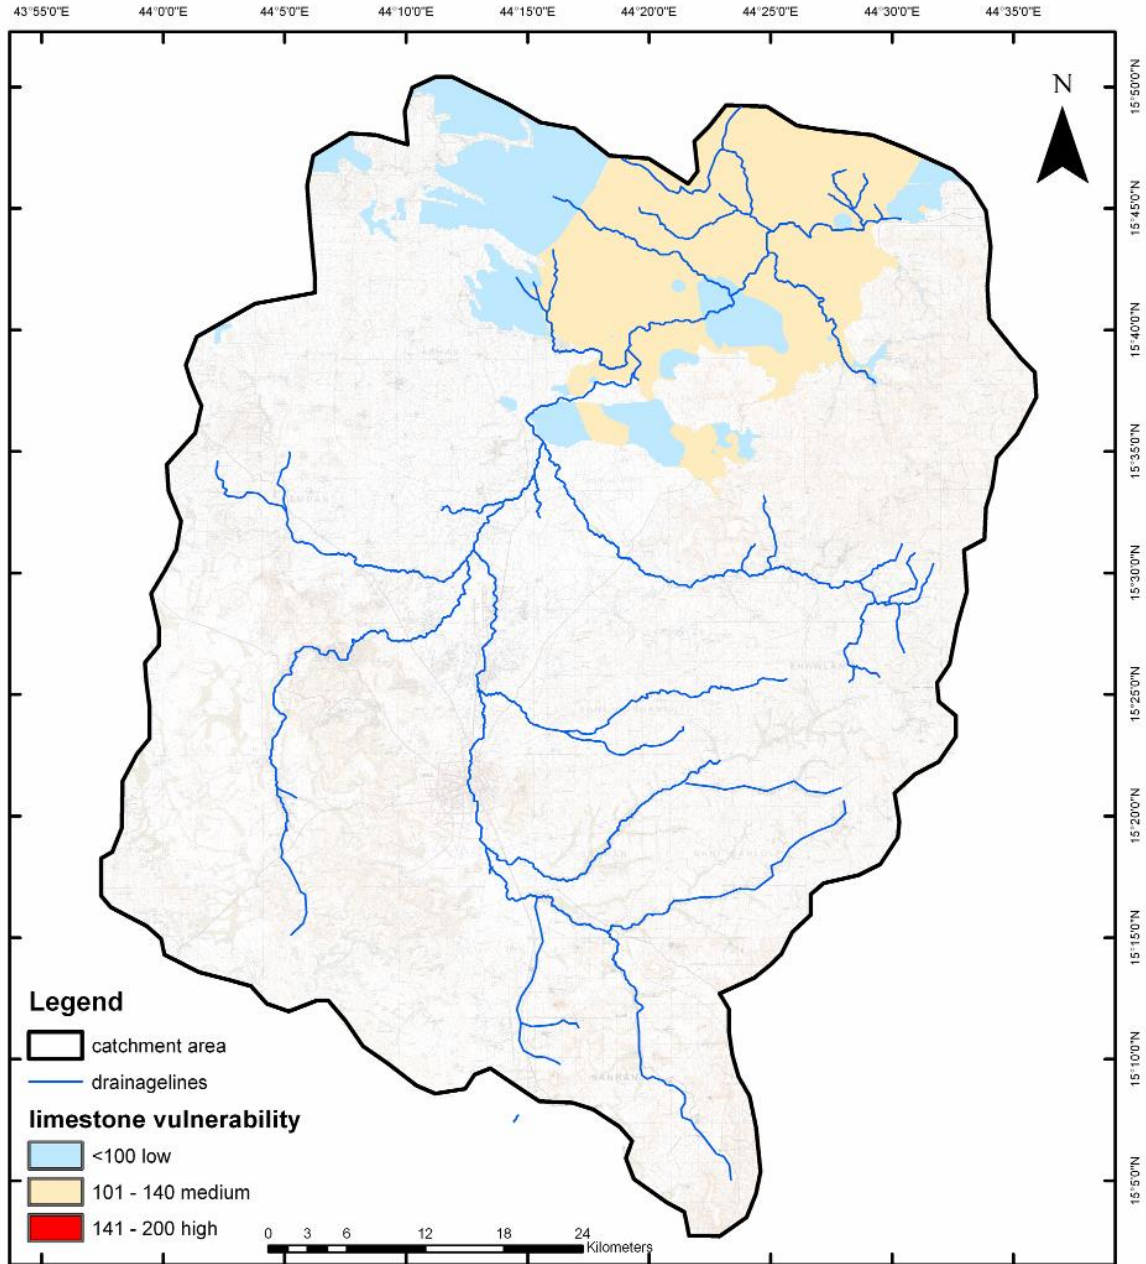 43°55'0"E 44°0'0"E 44°5'0"E 44°10'0"E 44°15'0"E 44°20'0"E 44°25'0"E 44°30'0"E 44°35'0"E
N
15°50'0"N
15°45'0"N
15°40'0"N
15°35'0"N
15°30'0"N
15°25'0"N
15°20'0"N
15°15'0"N
15°10'0"N
15°5'0"N
Legend
catchment area
drainagelines
limestone vulnerability
<100 low
101 - 140 medium
141 - 200 high
0 3 6 12 18 24
Kilometers